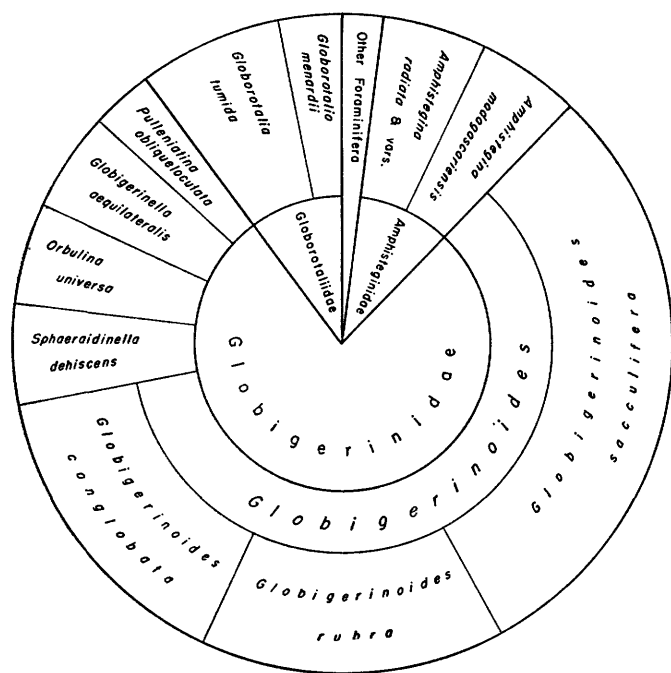 Other Foraminifera
Amphistegina
radiata & vars.
Amphistegina
madagascariensis
Globigerinoides
sacculifera
Globigerinoides
rubra
Globigerinoides
conglobata
Sphaeroidinella
dehiscens
Orbulina
universa
Globigerinella
aequilateralis
Pulleniatina
obliqueloculata
Globorotalia
tumida
Globorotalia
menardii
Globorotaliidae
Amphisteginidae
Globigerinidae
Globigerinoides